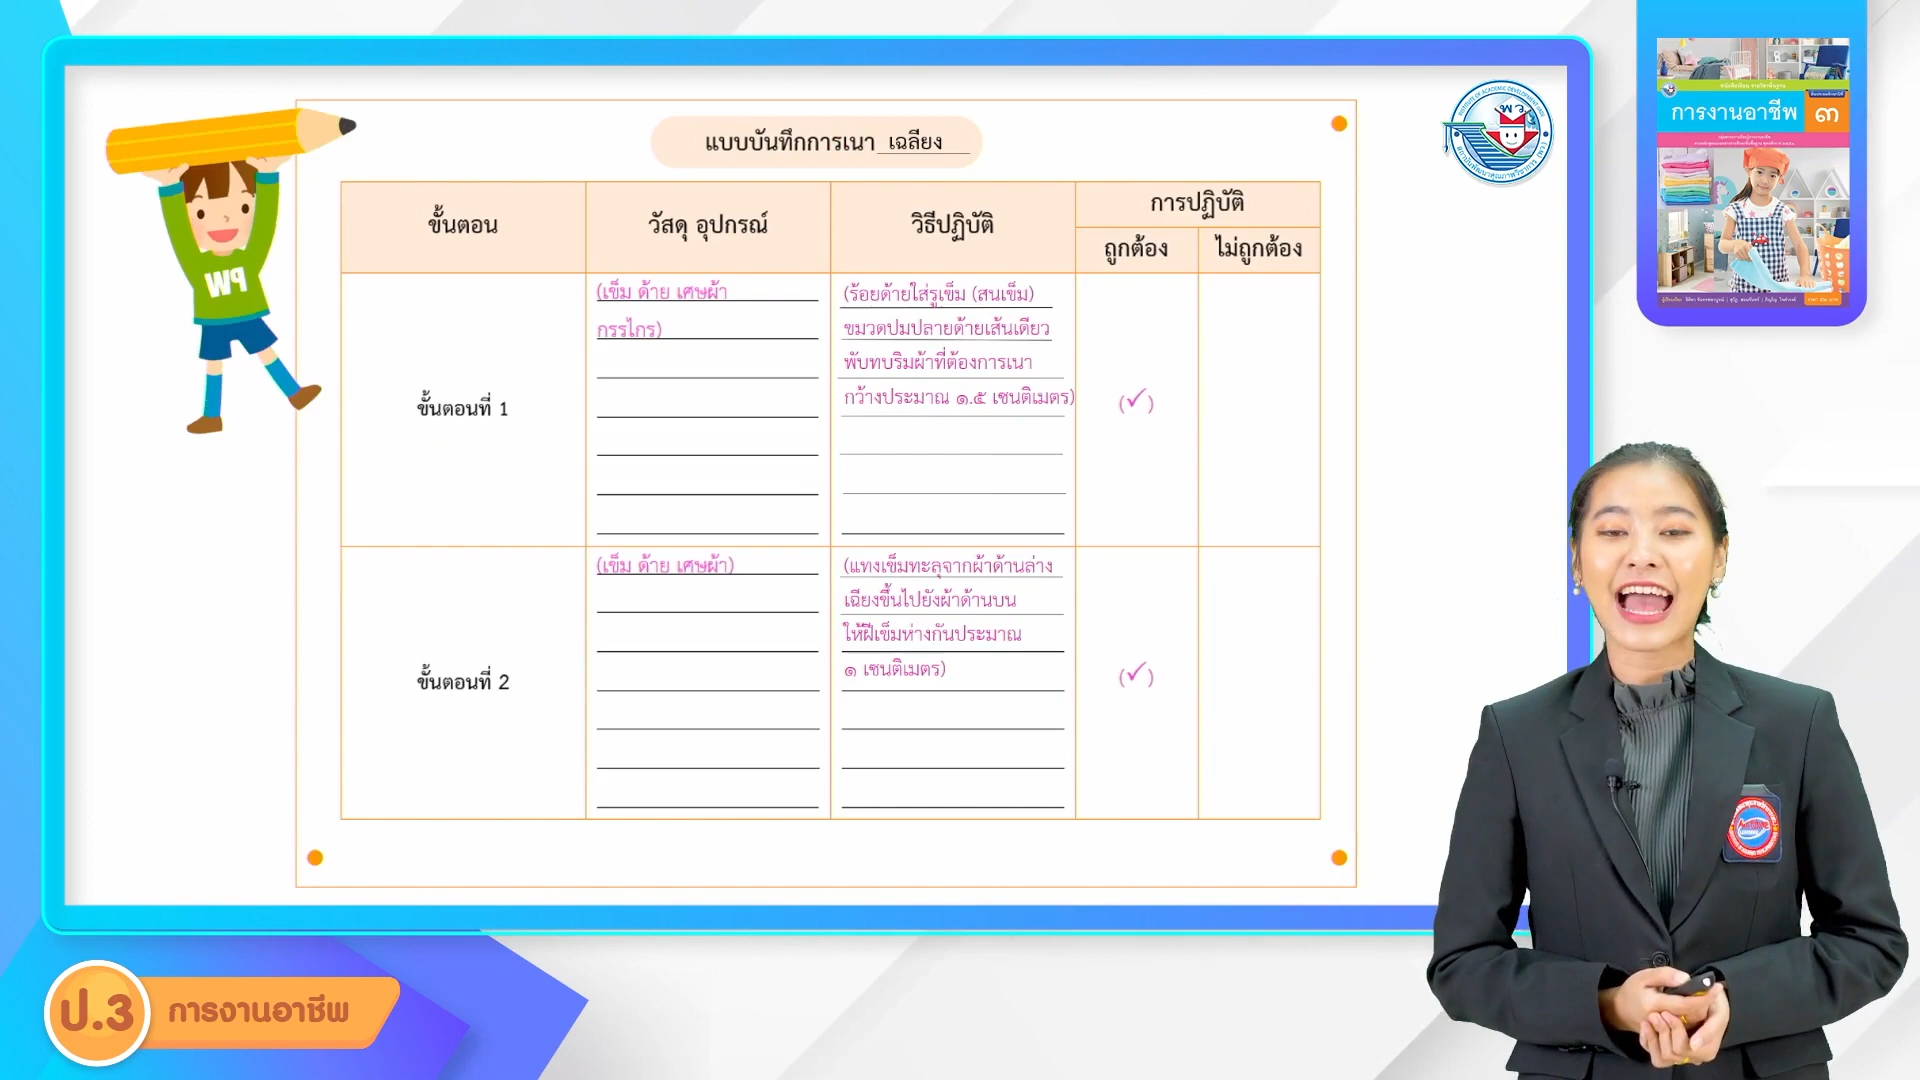 แบบบันทึกการเนา เฉลียง
ขั้นตอน
วัสดุ อุปกรณ์
วิธีปฏิบัติ
การปฏิบัติ
ถูกต้อง
ไม่ถูกต้อง
ขั้นตอนที่ 1
(เข็ม ด้าย เศษผ้า
กรรไกร)
(ร้อยด้ายใส่รูเข็ม (สนเข็ม)
ขมวดปมปลายด้ายเส้นเดียว
พับทบริมผ้าที่ต้องการเนา
กว้างประมาณ ๑.๕ เซนติเมตร)
(✓)
ขั้นตอนที่ 2
(เข็ม ด้าย เศษผ้า)
(แทงเข็มทะลุจากผ้าด้านล่าง
เฉียงขึ้นไปยังผ้าด้านบน
ให้ฝีเข็มห่างกันประมาณ
๑ เซนติเมตร)
(✓)
PW
พว
การงานอาชีพ ๓
ป.3 การงานอาชีพ